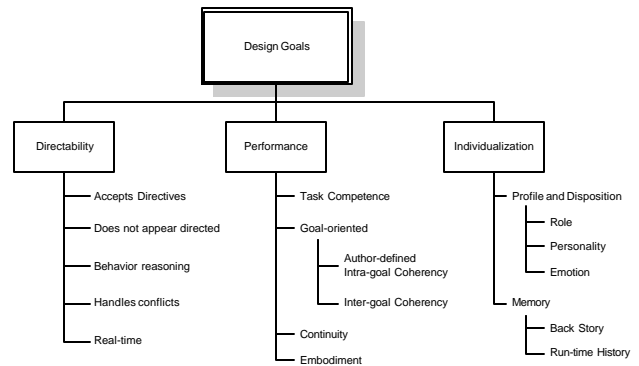 Design Goals
Directability
Performance
Individualization
Accepts Directives
Does not appear directed
Behavior reasoning
Handles conflicts
Real-time
Task Competence
Goal-oriented
Author-defined
Intra-goal Coherency
Inter-goal Coherency
Continuity
Embodiment
Profile and Disposition
Role
Personality
Emotion
Memory
Back Story
Run-time History